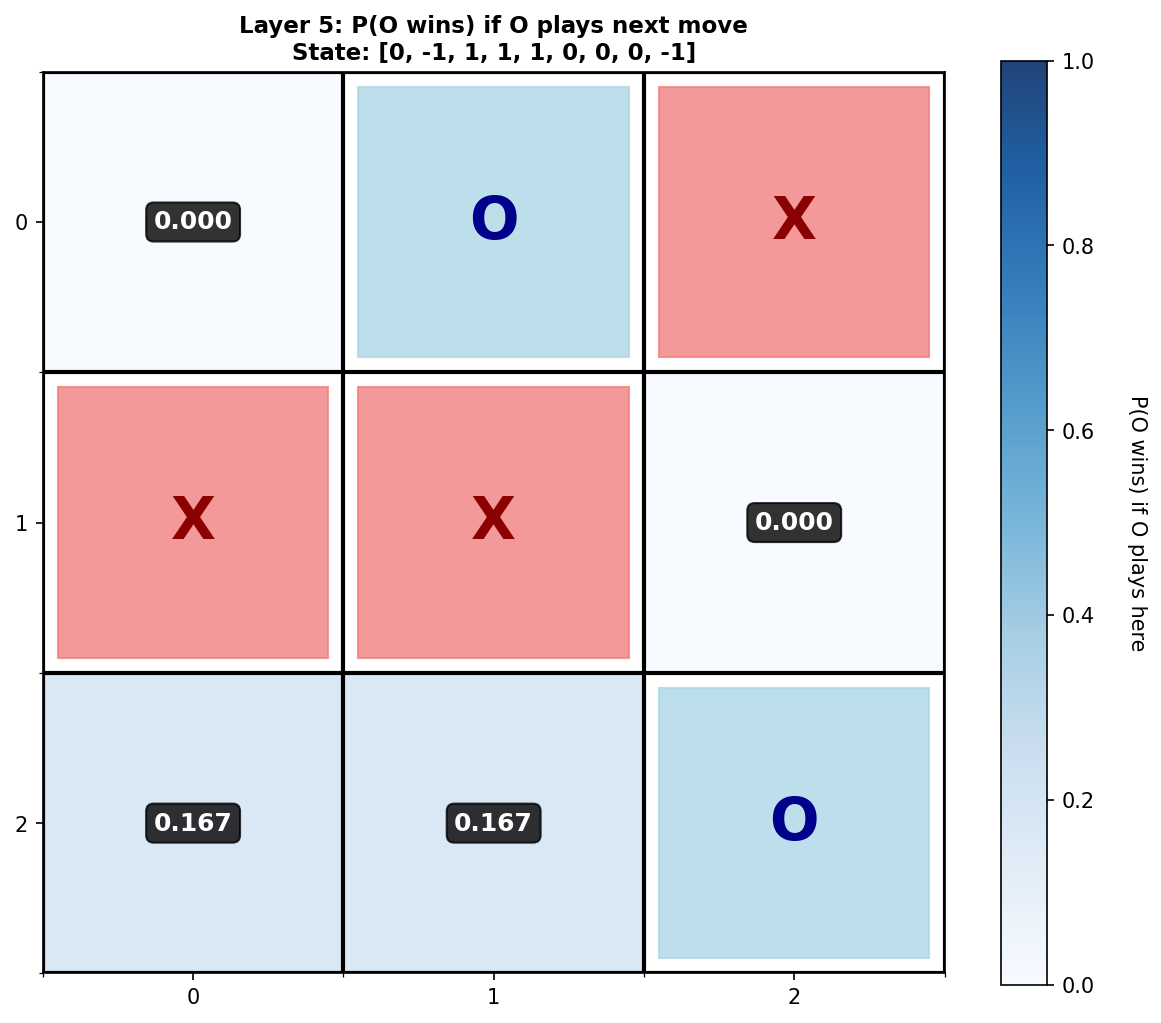 Layer 5: P(O wins) if O plays next move
State: [0, -1, 1, 1, 1, 0, 0, 0, -1]
0
0.000
O
X
1
X
X
0.000
2
0.167
0.167
O
0
1
2
1.0
0.8
0.6
0.4
0.2
0.0
P(O wins) if O plays here